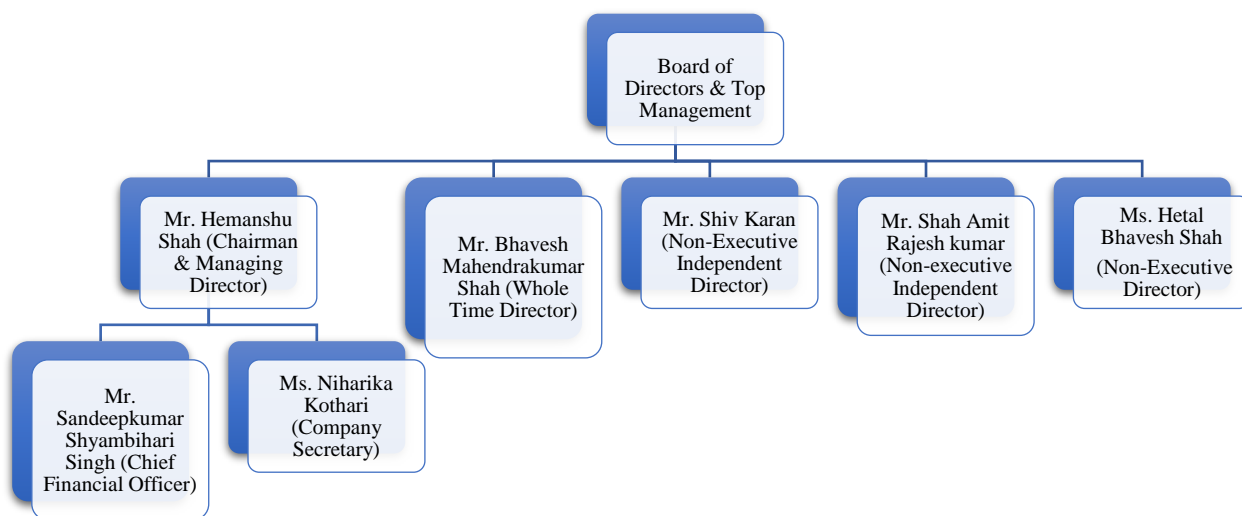 Board of
Directors & Top
Management
Mr. Hemanshu
Shah (Chairman
& Managing
Director)
Mr. Bhavesh
Mahendrakumar
Shah (Whole
Time Director)
Mr. Shiv Karan
(Non-Executive
Independent
Director)
Mr. Shah Amit
Rajesh kumar
(Non-executive
Independent
Director)
Ms. Hetal
Bhavesh Shah
(Non-Executive
Director)
Mr.
Sandeepkumar
Shyambihari
Singh (Chief
Financial Officer)
Ms. Niharika
Kothari
(Company
Secretary)